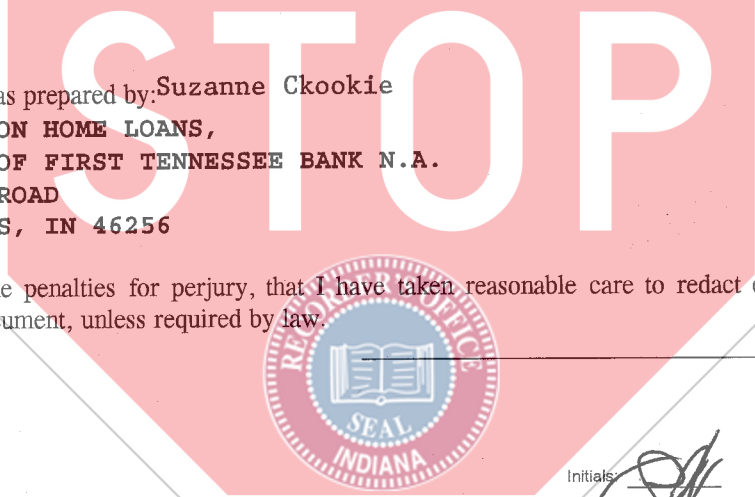 STOP
as prepared by:Suzanne Ckookie
ON HOME LOANS,
OF FIRST TENNESSEE BANK N.A.
ROAD
S, IN 46256
e penalties for perjury, that I have taken reasonable care to redact
cument, unless required by law.
RECORDER'S OFFICE
SEAL
INDIANA
Initials: